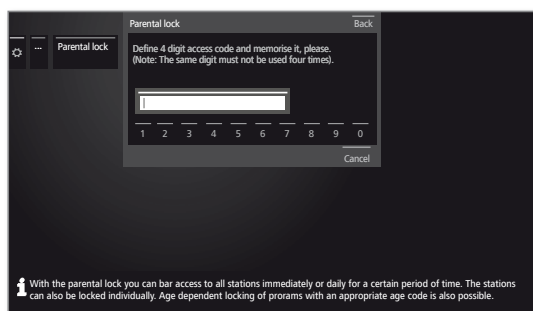 Parental lock Back
... Parental lock
Define 4 digit access code and memorise it, please.
(Note: The same digit must not be used four times).
1 2 3 4 5 6 7 8 9 0
Cancel
With the parental lock you can bar access to all stations immediately or daily for a certain period of time. The stations
can also be locked individually. Age dependent locking of prorams with an appropriate age code is also possible.